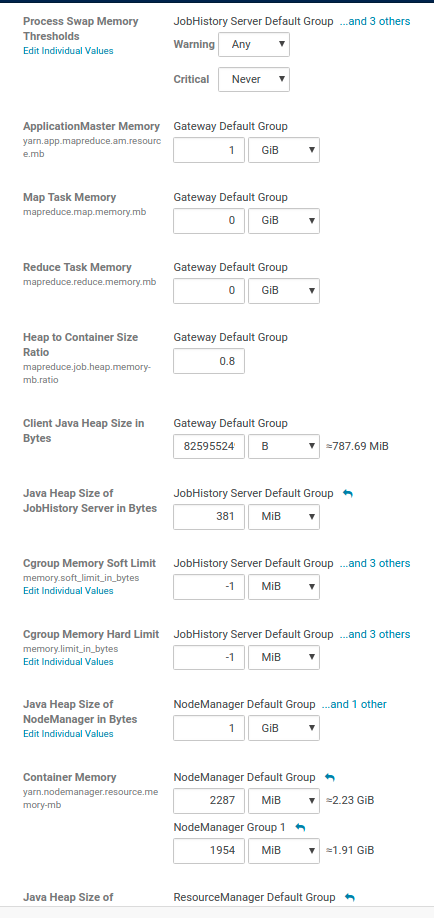 Process Swap Memory
Thresholds
Edit Individual Values
JobHistory Server Default Group ...and 3 others
Warning Any
Critical Never
ApplicationMaster Memory
yarn.app.mapreduce.am.resourc
e.mb
Gateway Default Group
1 GiB
Map Task Memory
mapreduce.map.memory.mb
Gateway Default Group
0 GiB
Reduce Task Memory
mapreduce.reduce.memory.mb
Gateway Default Group
0 GiB
Heap to Container Size
Ratio
mapreduce.job.heap.memory-
mb.ratio
Gateway Default Group
0.8
Client Java Heap Size in
Bytes
Gateway Default Group
82595524 B ≈787.69 MiB
Java Heap Size of
JobHistory Server in Bytes
JobHistory Server Default Group
381 MiB
Cgroup Memory Soft Limit
memory.soft_limit_in_bytes
Edit Individual Values
JobHistory Server Default Group ...and 3 others
-1 MiB
Cgroup Memory Hard Limit
memory.limit_in_bytes
Edit Individual Values
JobHistory Server Default Group ...and 3 others
-1 MiB
Java Heap Size of
NodeManager in Bytes
Edit Individual Values
NodeManager Default Group ...and 1 other
1 GiB
Container Memory
yarn.nodemanager.resource.me
mory-mb
NodeManager Default Group
2287 MiB ≈2.23 GiB
NodeManager Group 1
1954 MiB ≈1.91 GiB
Java Heap Size of
ResourceManager Default Group